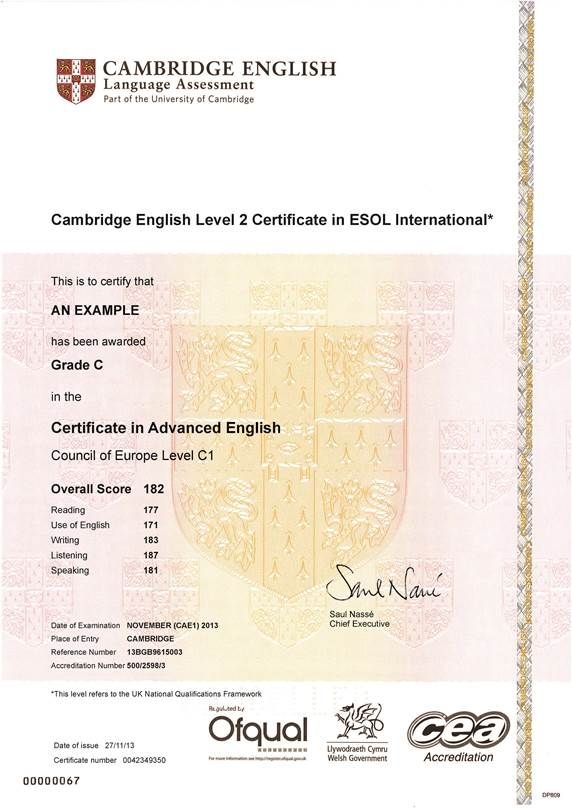 CAMBRIDGE ENGLISH
Language Assessment
Part of the University of Cambridge
Cambridge English Level 2 Certificate in ESOL International*
This is to certify that
AN EXAMPLE
has been awarded
Grade C
in the
Certificate in Advanced English
Council of Europe Level C1
Overall Score 182
Reading 177
Use of English 171
Writing 183
Listening 187
Speaking 181
Saul Nassé
Saul Nassé
Chief Executive
Date of Examination NOVEMBER (CAE1) 2013
Place of Entry CAMBRIDGE
Reference Number 13BGB9615003
Accreditation Number 500/2598/3
*This level refers to the UK National Qualifications Framework
Regulated by
Ofqual
For more information see http://register.ofqual.gov.uk
Llywodraeth Cymru
Welsh Government
cea
Accreditation
Date of issue 27/11/13
Certificate number 0042349350
00000067
DP809